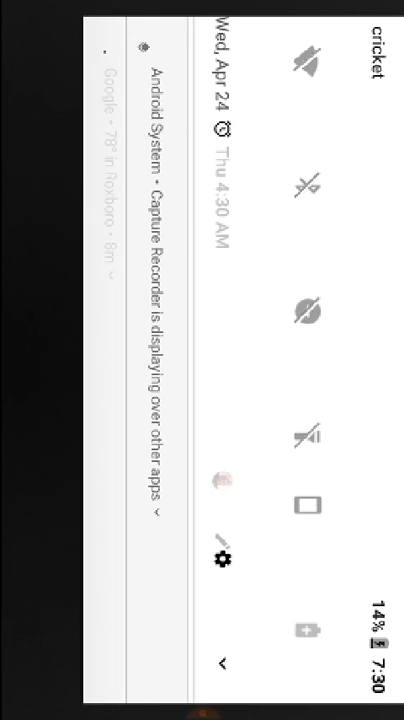 cricket 14% 7:30
Wed, Apr 24 Thu 4:30 AM
Android System • Capture Recorder is displaying over other apps
Google • 78° in Roxboro • 8m